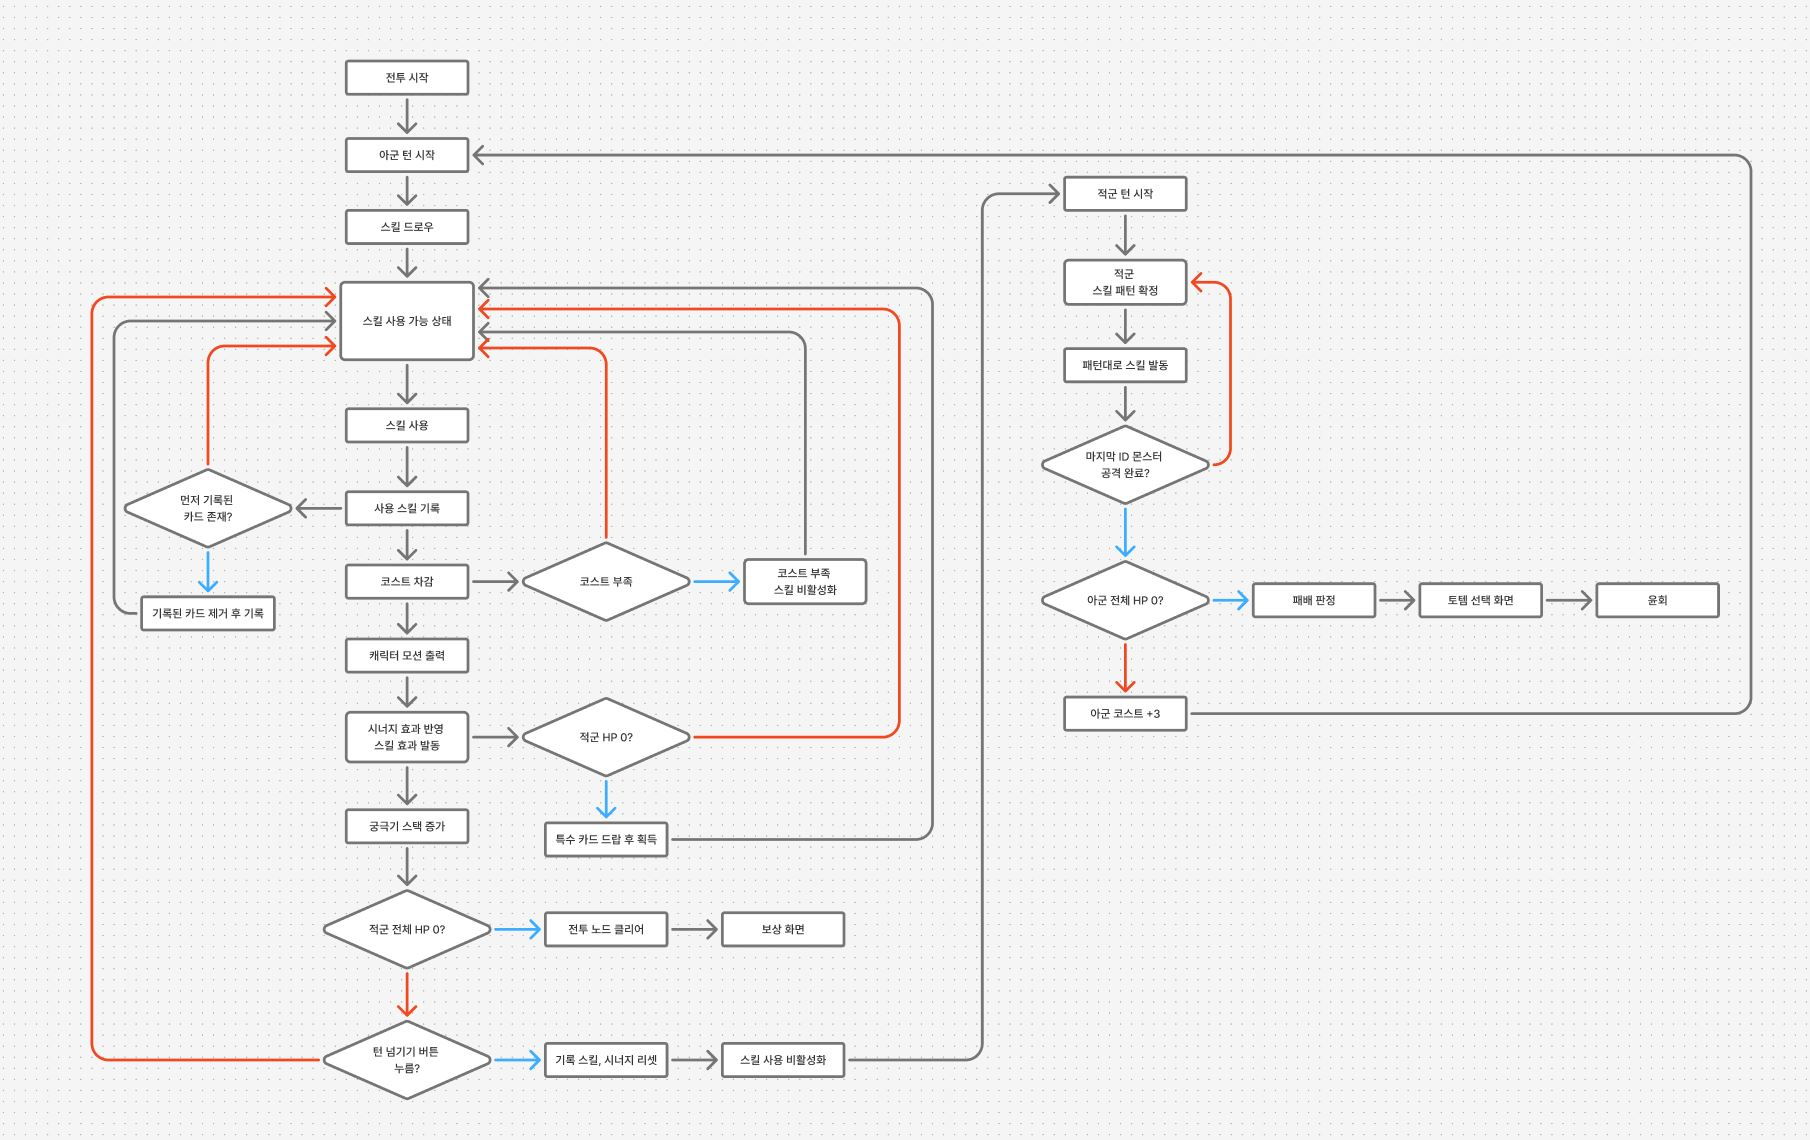 전투 시작
아군 턴 시작
스킬 드로우
스킬 사용 가능 상태
스킬 사용
먼저 기록된
카드 존재?
사용 스킬 기록
기록된 카드 제거 후 기록
코스트 차감
코스트 부족
코스트 부족
스킬 비활성화
캐릭터 모션 출력
시너지 효과 반영
스킬 효과 발동
적군 HP 0?
궁극기 스택 증가
특수 카드 드랍 후 획득
적군 전체 HP 0?
전투 노드 클리어
보상 화면
턴 넘기기 버튼
누름?
기록 스킬, 시너지 리셋
스킬 사용 비활성화
적군 턴 시작
적군
스킬 패턴 확정
패턴대로 스킬 발동
마지막 ID 몬스터
공격 완료?
아군 전체 HP 0?
패배 판정
토템 선택 화면
윤회
아군 코스트 +3